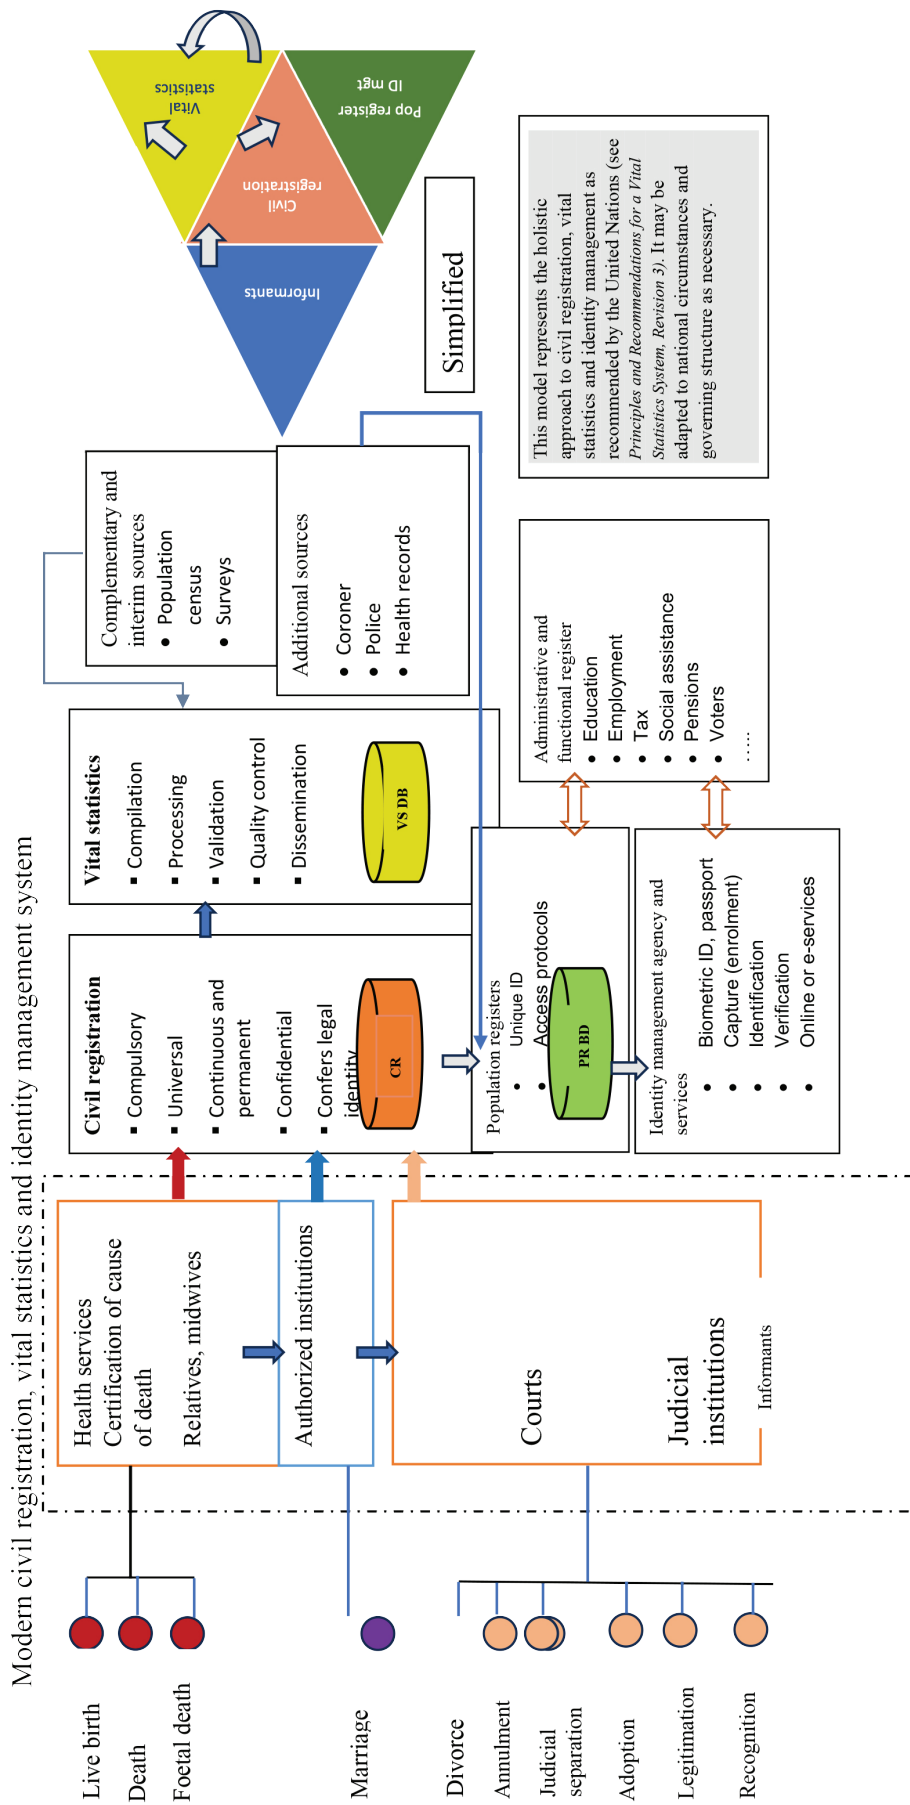 Modern civil registration, vital statistics and identity management system
Live birth
Death
Foetal death
Marriage
Divorce
Annulment
Judicial
separation
Adoption
Legitimation
Recognition
Health services
Certification of cause
of death
Relatives, midwives
Authorized institutions
Courts
Judicial
institutions
Informants
Civil registration
▪ Compulsory
▪ Universal
▪ Continuous and
permanent
▪ Confidential
▪ Confers legal
identity
CR
Vital statistics
▪ Compilation
▪ Processing
▪ Validation
▪ Quality control
▪ Dissemination
VS DB
Population registers
• Unique ID
• Access protocols
PR BD
Identity management agency and
services
• Biometric ID, passport
• Capture (enrolment)
• Identification
• Verification
• Online or e-services
Complementary and
interim sources
• Population
census
• Surveys
Additional sources
• Coroner
• Police
• Health records
Administrative and
functional register
• Education
• Employment
• Tax
• Social assistance
• Pensions
• Voters
.....
Informants
Civil
registration
Vital
statistics
Pop register
ID mgt
Simplified
This model represents the holistic
approach to civil registration, vital
statistics and identity management as
recommended by the United Nations (see
Principles and Recommendations for a Vital
Statistics System, Revision 3). It may be
adapted to national circumstances and
governing structure as necessary.